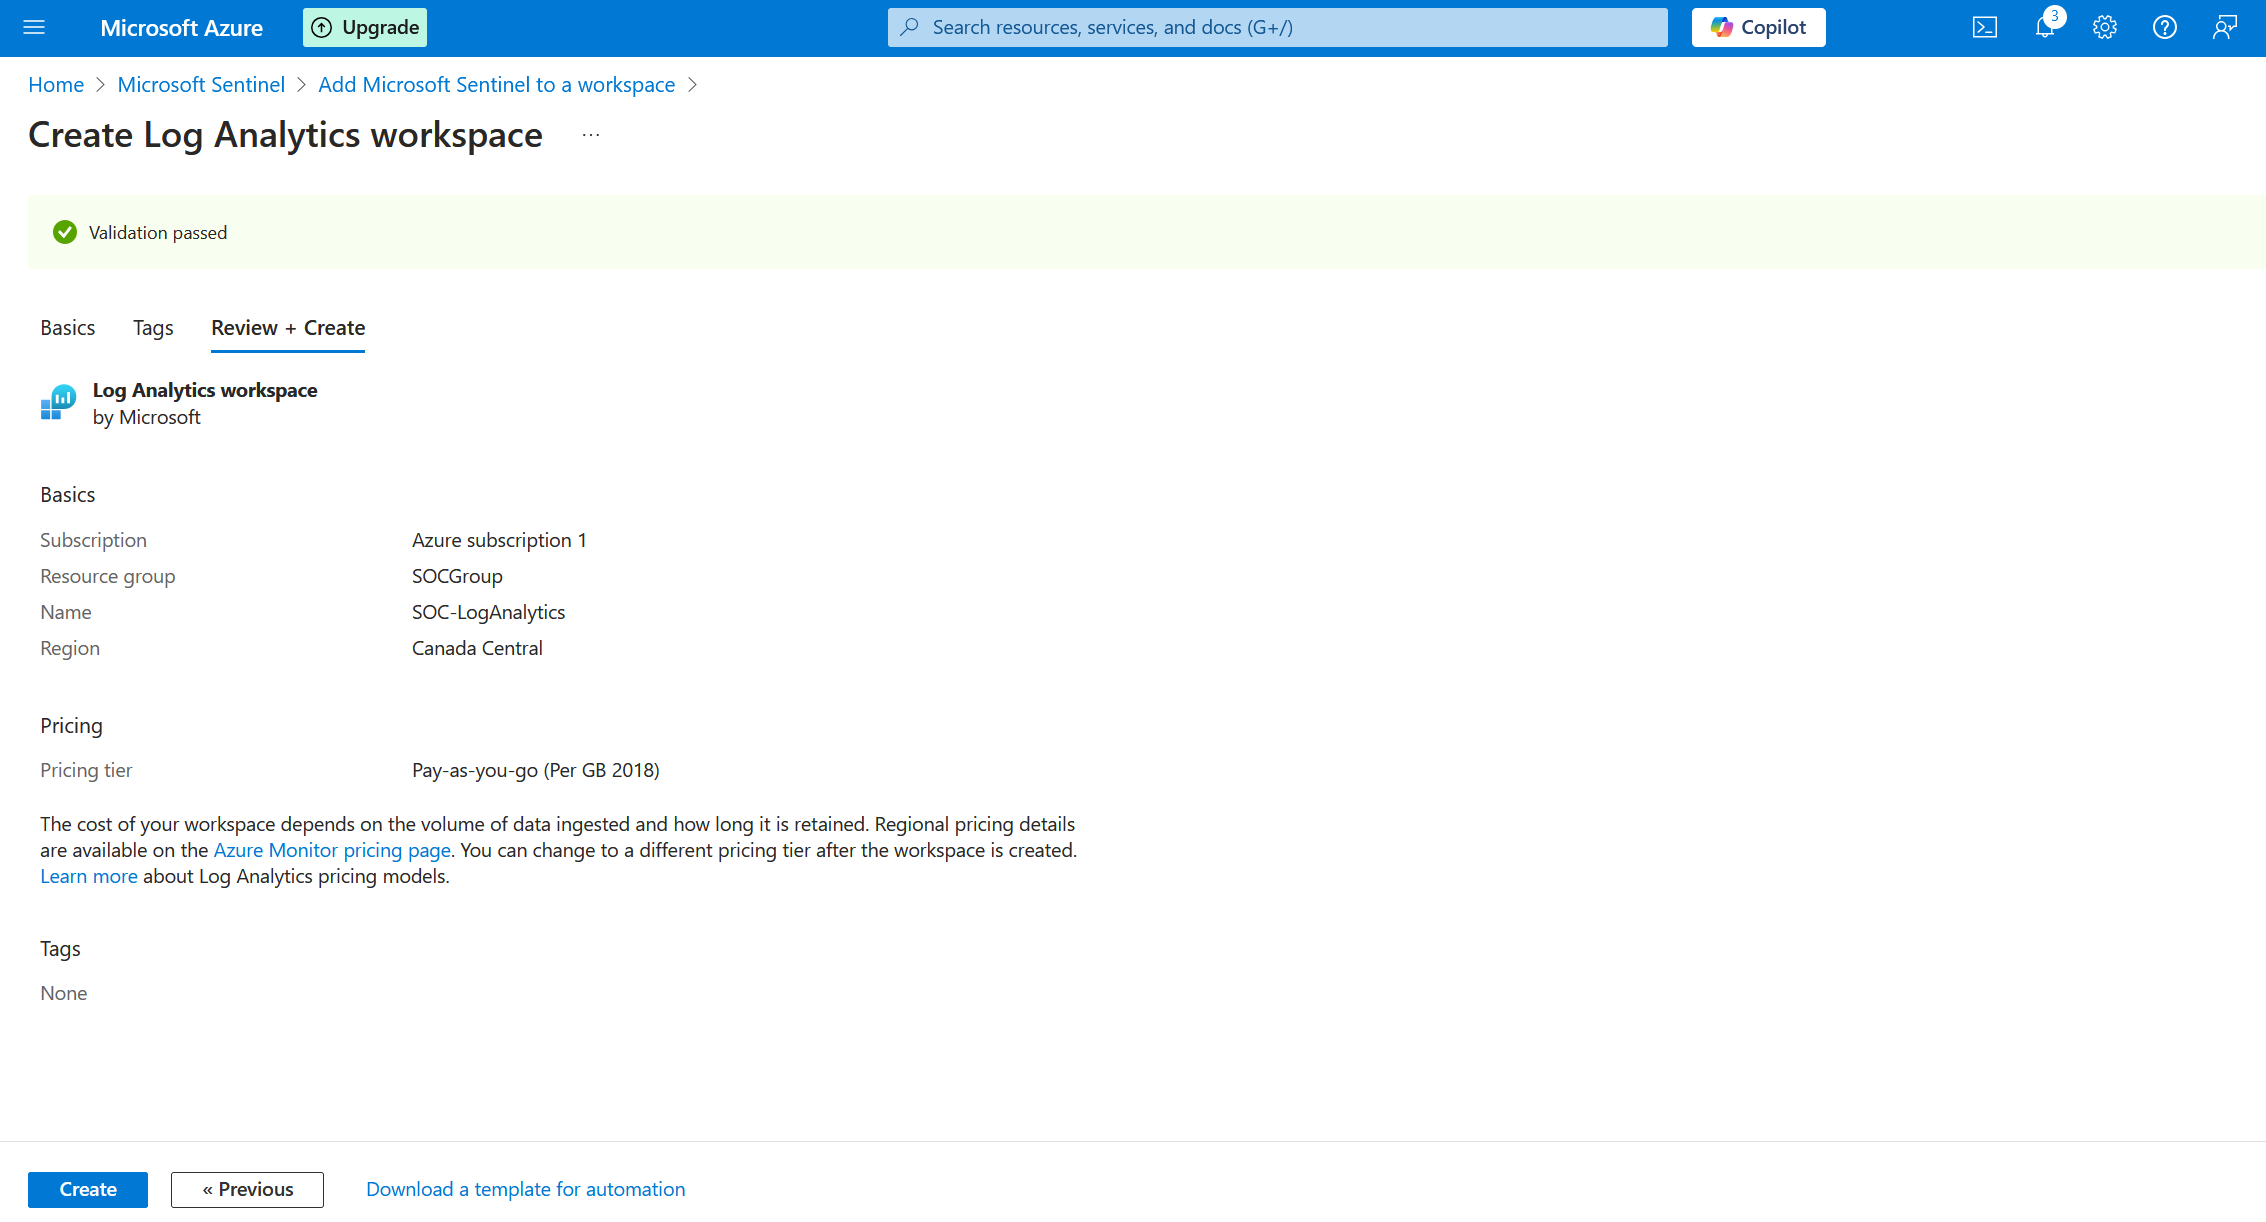 Microsoft Azure
Upgrade
Search resources, services, and docs (G+/)
Copilot
3
Home > Microsoft Sentinel > Add Microsoft Sentinel to a workspace >
Create Log Analytics workspace ...
Validation passed
Basics Tags Review + Create
Log Analytics workspace
by Microsoft
Basics
Subscription Azure subscription 1
Resource group SOCGroup
Name SOC-LogAnalytics
Region Canada Central
Pricing
Pricing tier Pay-as-you-go (Per GB 2018)
The cost of your workspace depends on the volume of data ingested and how long it is retained. Regional pricing details
are available on the Azure Monitor pricing page. You can change to a different pricing tier after the workspace is created.
Learn more about Log Analytics pricing models.
Tags
None
Create
« Previous
Download a template for automation